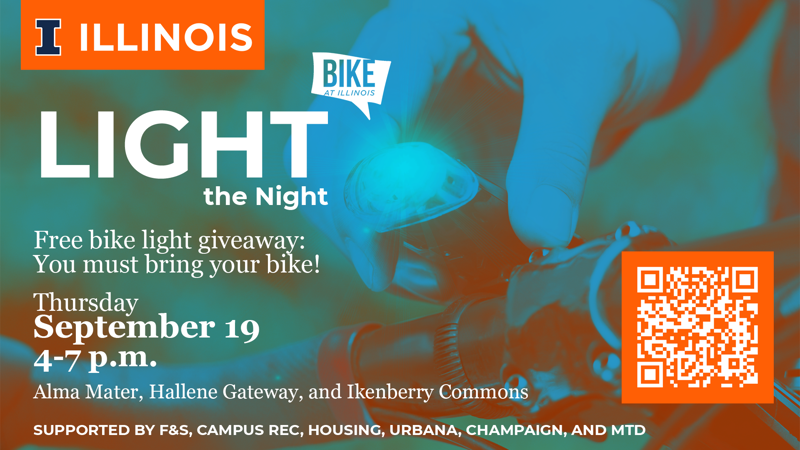 I ILLINOIS
BIKE
AT ILLINOIS
LIGHT
the Night
Free bike light giveaway:
You must bring your bike!
Thursday
September 19
4-7 p.m.
Alma Mater, Hallene Gateway, and Ikenberry Commons
SUPPORTED BY F&S, CAMPUS REC, HOUSING, URBANA, CHAMPAIGN, AND MTD